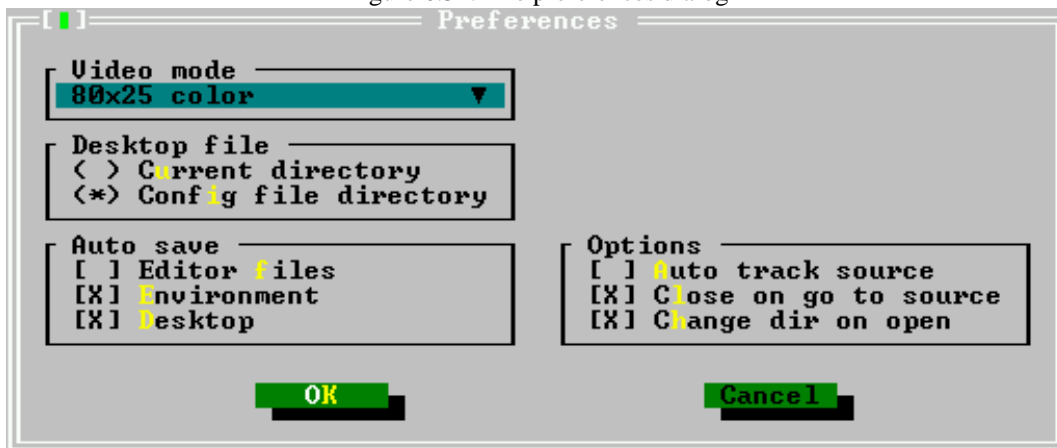 Preferences
Video mode
80x25 color ▼
Desktop file
( ) Current directory
(*) Config file directory
Auto save
[ ] Editor files
[X] Environment
[X] Desktop
Options
[ ] Auto track source
[X] Close on go to source
[X] Change dir on open
OK
Cancel